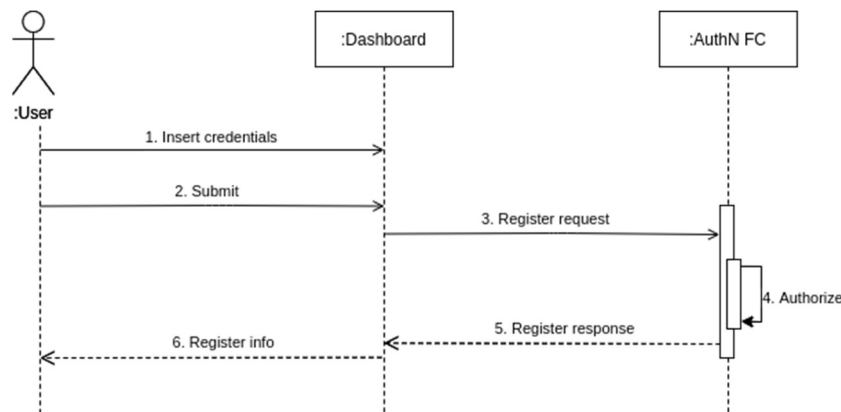 :Dashboard
:AuthN FC
:User
1. Insert credentials
2. Submit
3. Register request
4. Authorize
5. Register response
6. Register info